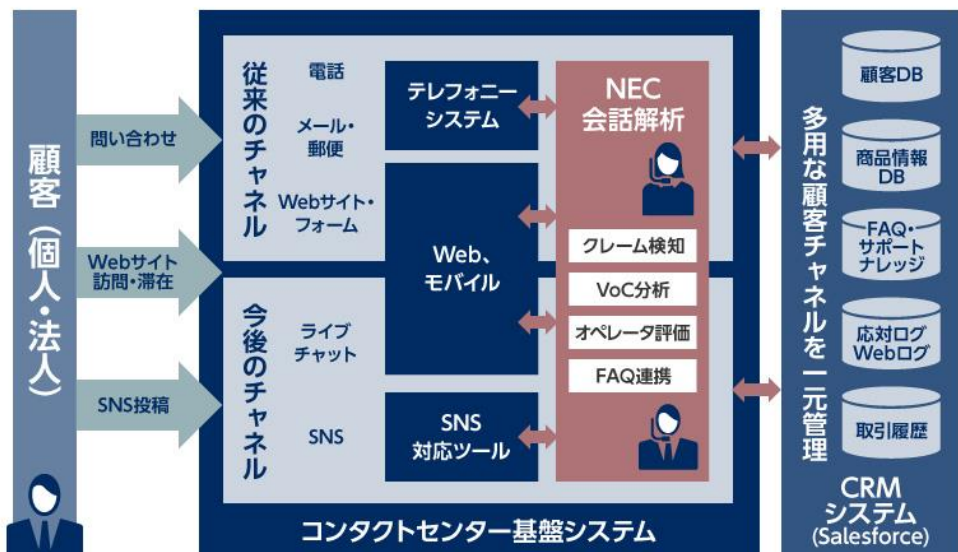 顧客（個人・法人）
問い合わせ
Webサイト
訪問・滞在
SNS投稿
従来のチャネル
電話
メール・
郵便
Webサイト・
フォーム
今後のチャネル
ライブ
チャット
SNS
テレフォニー
システム
Web、
モバイル
SNS
対応ツール
NEC
会話解析
クレーム検知
VoC分析
オペレータ評価
FAQ連携
コンタクトセンター基盤システム
多用な顧客チャネルを一元管理
顧客DB
商品情報
DB
FAQ・
サポート
ナレッジ
応対ログ
Webログ
取引履歴
CRM
システム
(Salesforce)